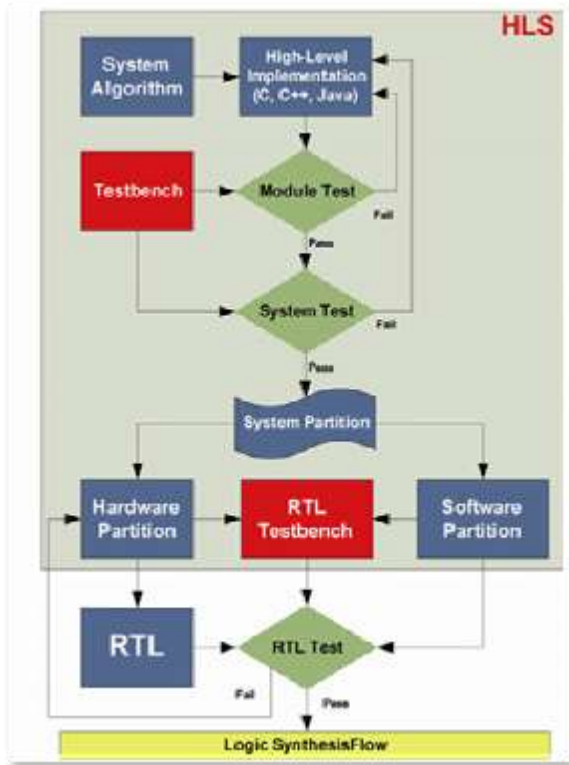 HLS
System
Algorithm
High-Level
Implementation
(C, C++, Java)
Testbench
Module Test
Fail
Pass
System Test
Fail
Pass
System Partition
Hardware
Partition
RTL
Testbench
Software
Partition
RTL
RTL Test
Fail
Pass
Logic SynthesisFlow